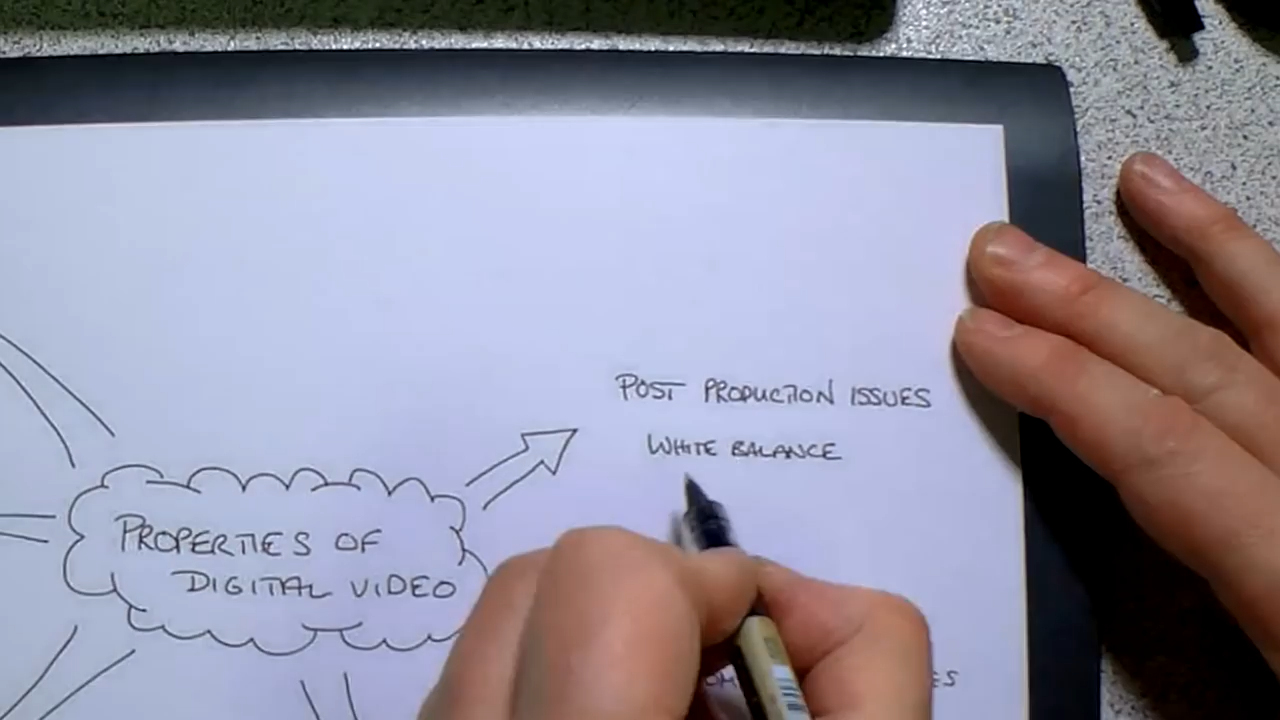 POST PRODUCTION ISSUES
WHITE BALANCE
PROPERTIES OF
DIGITAL VIDEO